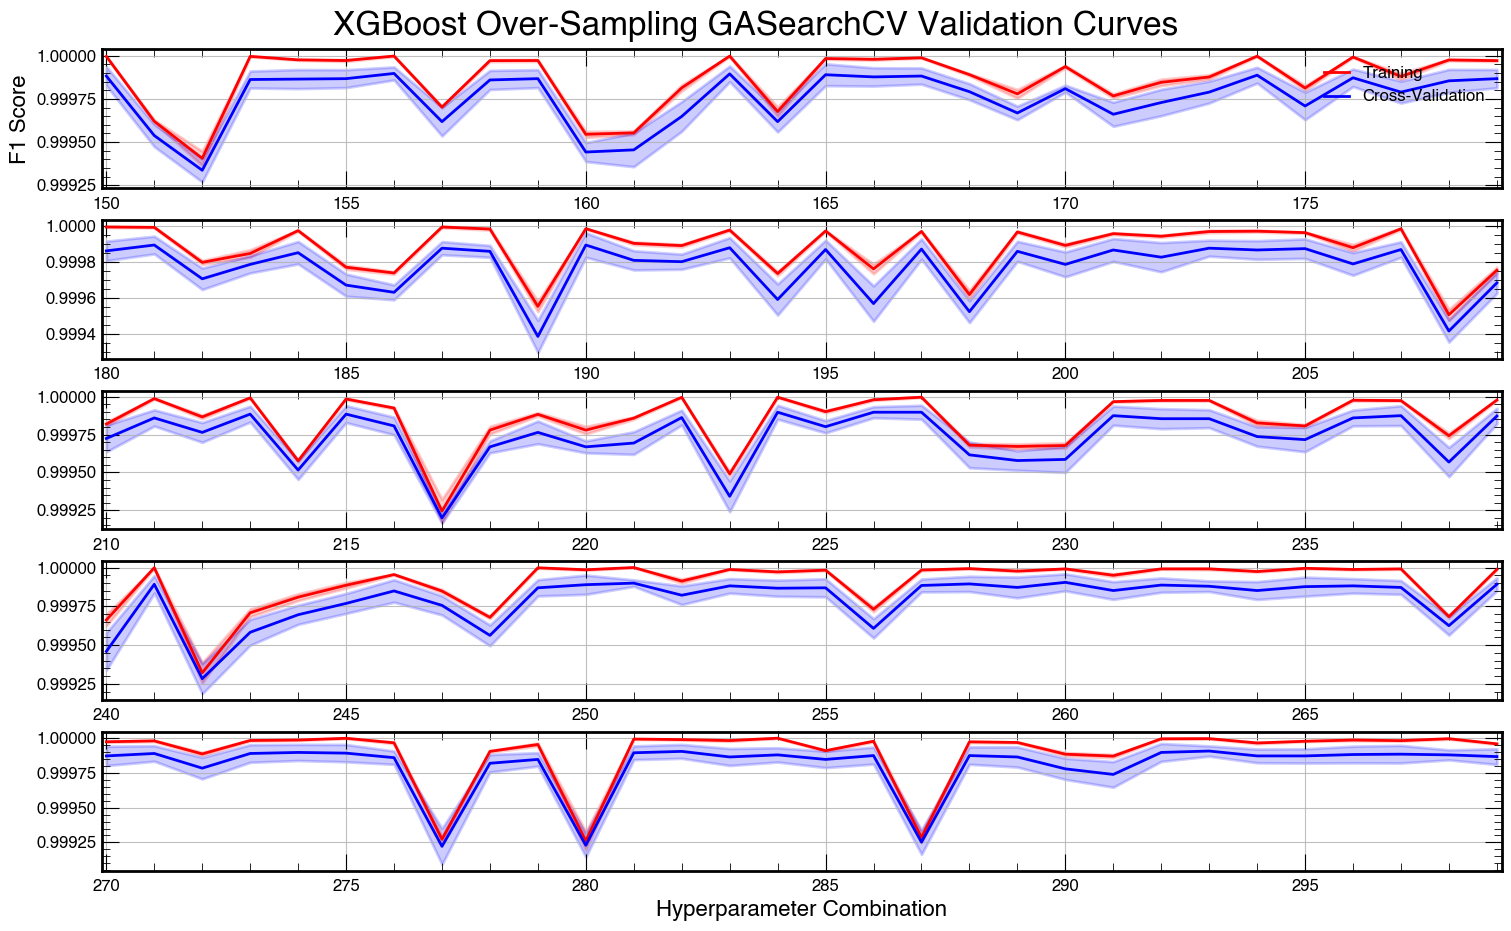 XGBoost Over-Sampling GASearchCV Validation Curves
F1 Score
1.00000
0.99975
0.99950
0.99925
Training
Cross-Validation
150 155 160 165 170 175
1.0000
0.9998
0.9996
0.9994
180 185 190 195 200 205
1.00000
0.99975
0.99950
0.99925
210 215 220 225 230 235
1.00000
0.99975
0.99950
0.99925
240 245 250 255 260 265
1.00000
0.99975
0.99950
0.99925
270 275 280 285 290 295
Hyperparameter Combination